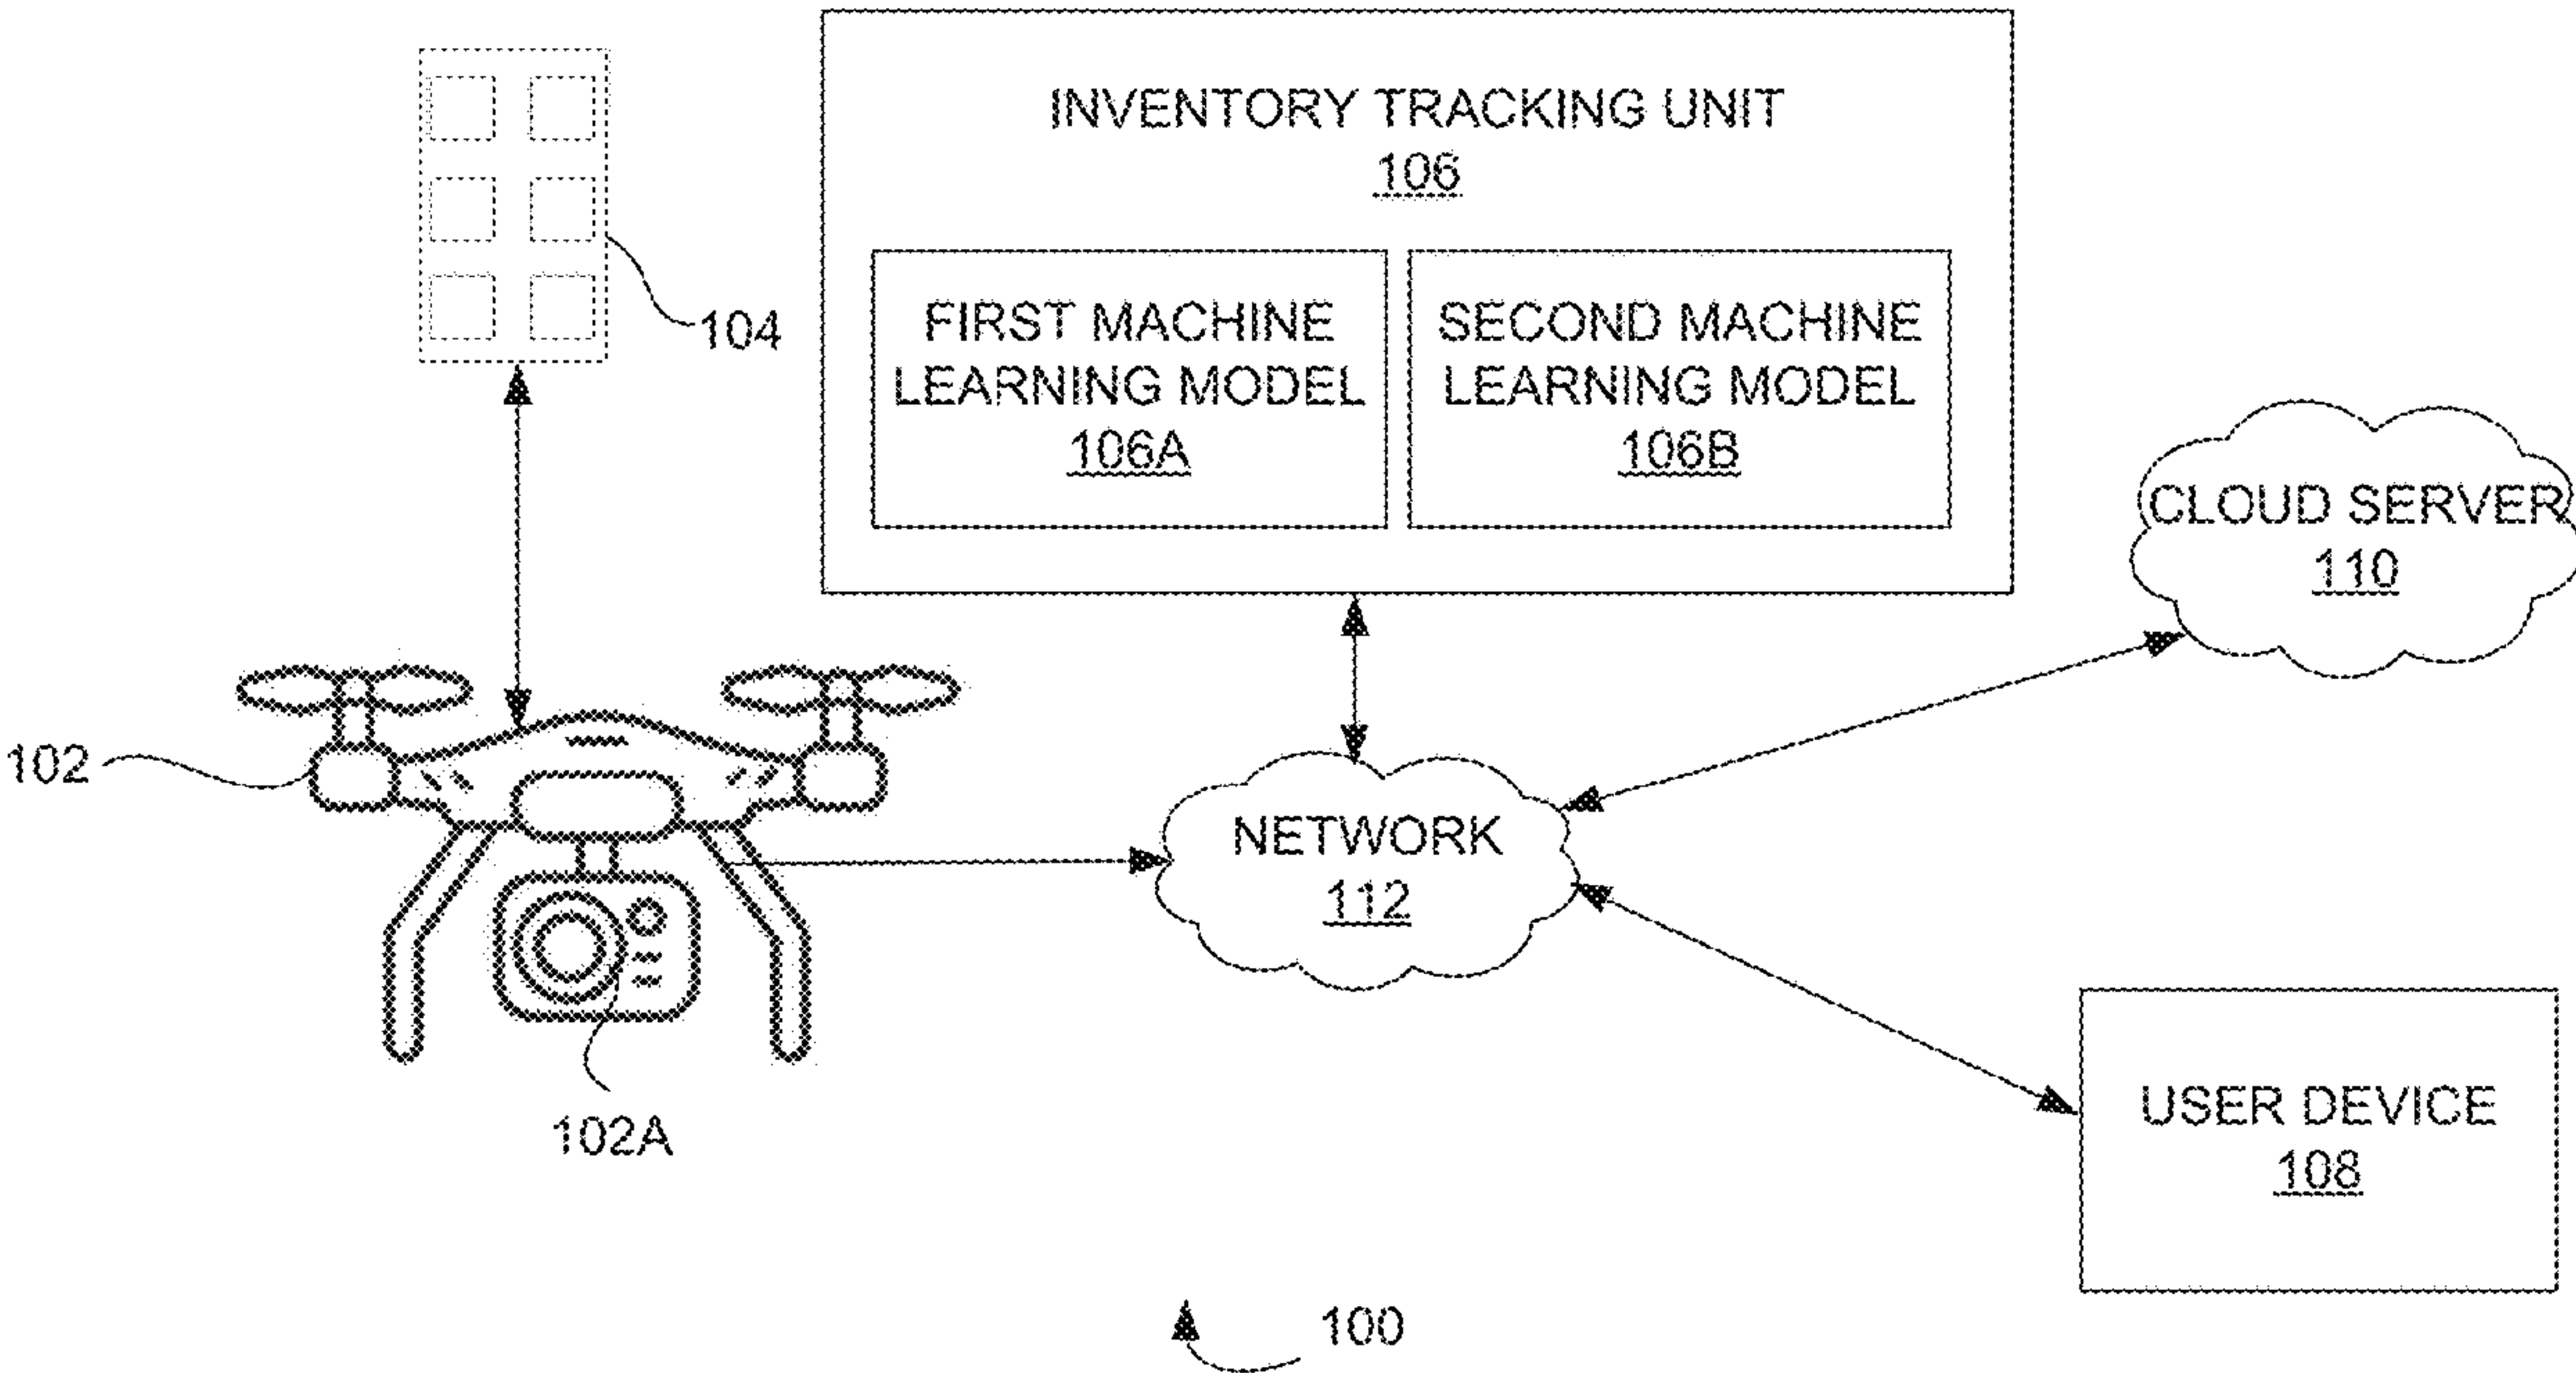 INVENTORY TRACKING UNIT
106
FIRST MACHINE
LEARNING MODEL
106A
SECOND MACHINE
LEARNING MODEL
106B
104
CLOUD SERVER
110
102
NETWORK
112
102A
USER DEVICE
108
100